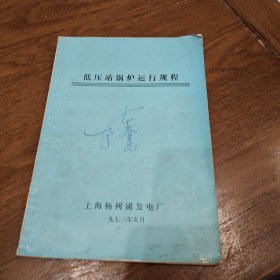 低压站锅炉运行规程
上海杨树浦发电厂
一九七三年五月